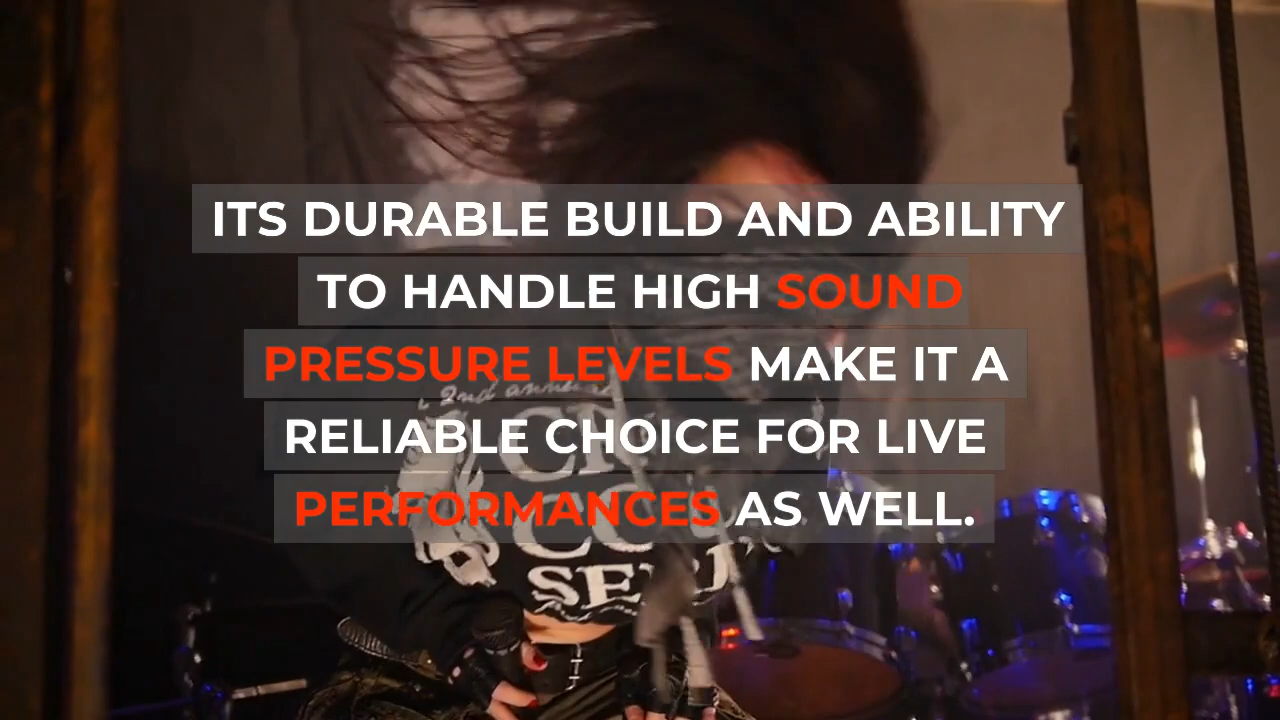 ITS DURABLE BUILD AND ABILITY
TO HANDLE HIGH SOUND
PRESSURE LEVELS MAKE IT A
RELIABLE CHOICE FOR LIVE
PERFORMANCES AS WELL.
2nd